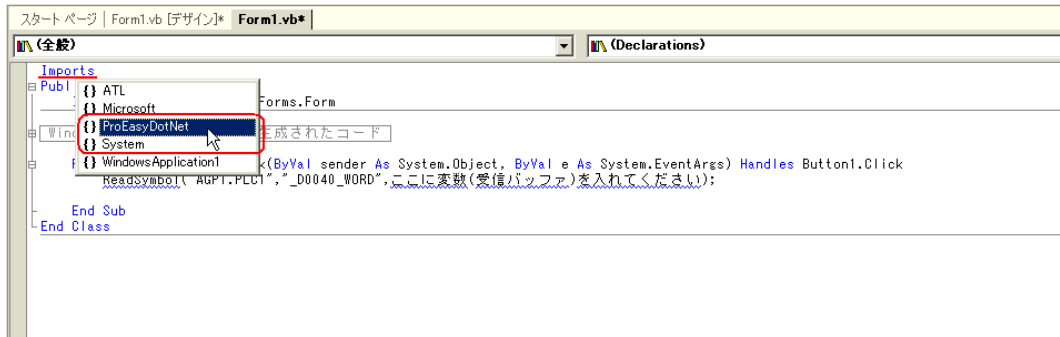 スタート ページ | Form1.vb [デザイン]* Form1.vb*
(全般) (Declarations)
Imports
Publ
{} ATL
{} Microsoft
Forms.Form
{} ProEasyDotNet
生成されたコード
{} System
{} WindowsApplication1
(ByVal sender As System.Object, ByVal e As System.EventArgs) Handles Button1.Click
ReadSymbol("AGP1.PLC1","_D0040_WORD",ここに変数(受信バッファ)を入れてください);
End Sub
End Class